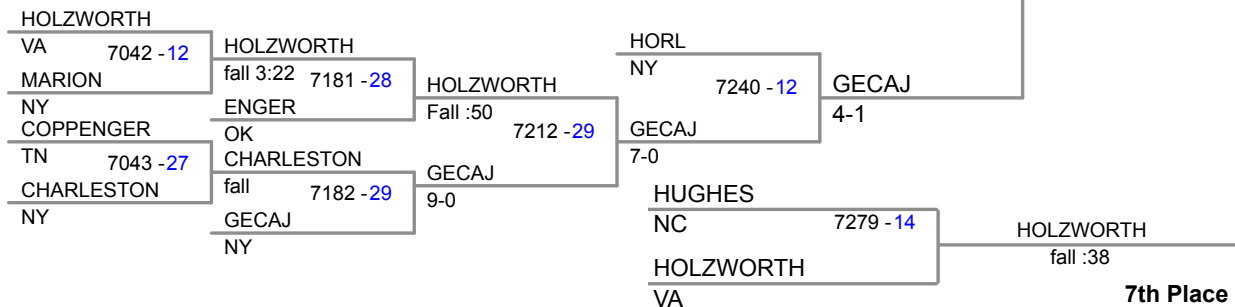 HOLZWORTH
VA
7042 - 12
MARION
NY
COPPENGER
TN
7043 - 27
CHARLESTON
NY
HOLZWORTH
fall 3:22
7181 - 28
ENGER
OK
CHARLESTON
fall
7182 - 29
GECAJ
NY
HOLZWORTH
Fall :50
7212 - 29
GECAJ
9-0
HORL
NY
7240 - 12
GECAJ
7-0
GECAJ
4-1
HUGHES
NC
7279 - 14
HOLZWORTH
VA
HOLZWORTH
fall :38
7th Place